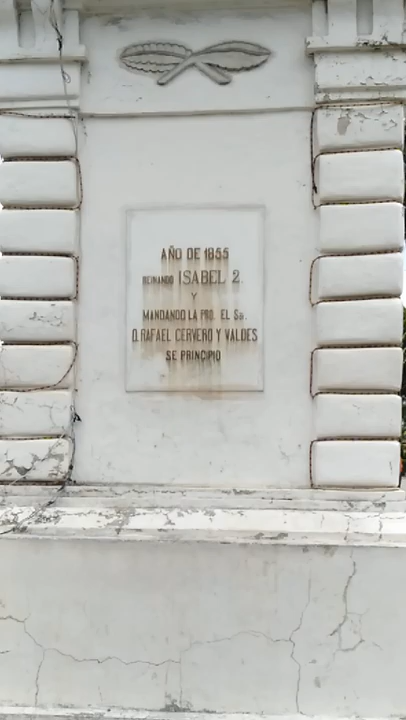 AÑO DE 1855
REINANDO ISABEL 2.
Y
MANDANDO LA PRO. EL Sr.
D. RAFAEL CERVERO Y VALDES
SE PRINCIPIO